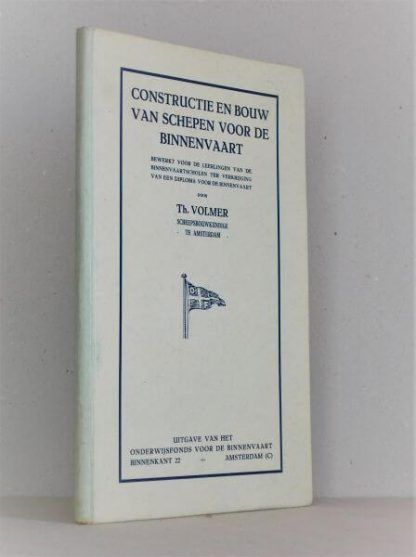 CONSTRUCTIE EN BOUW
VAN SCHEPEN VOOR DE
BINNENVAART
BEWERKT VOOR DE LEERLINGEN VAN DE
BINNENVAARTSCHOLEN TER VERKRIJGING
VAN EEN DIPLOMA VOOR DE BINNENVAART
DOOR
Th. VOLMER
SCHEEPSBOUWKUNDIGE
- TE AMSTERDAM -
UITGAVE VAN HET
ONDERWIJSFONDS VOOR DE BINNENVAART
BINNENKANT 22 — AMSTERDAM (C)